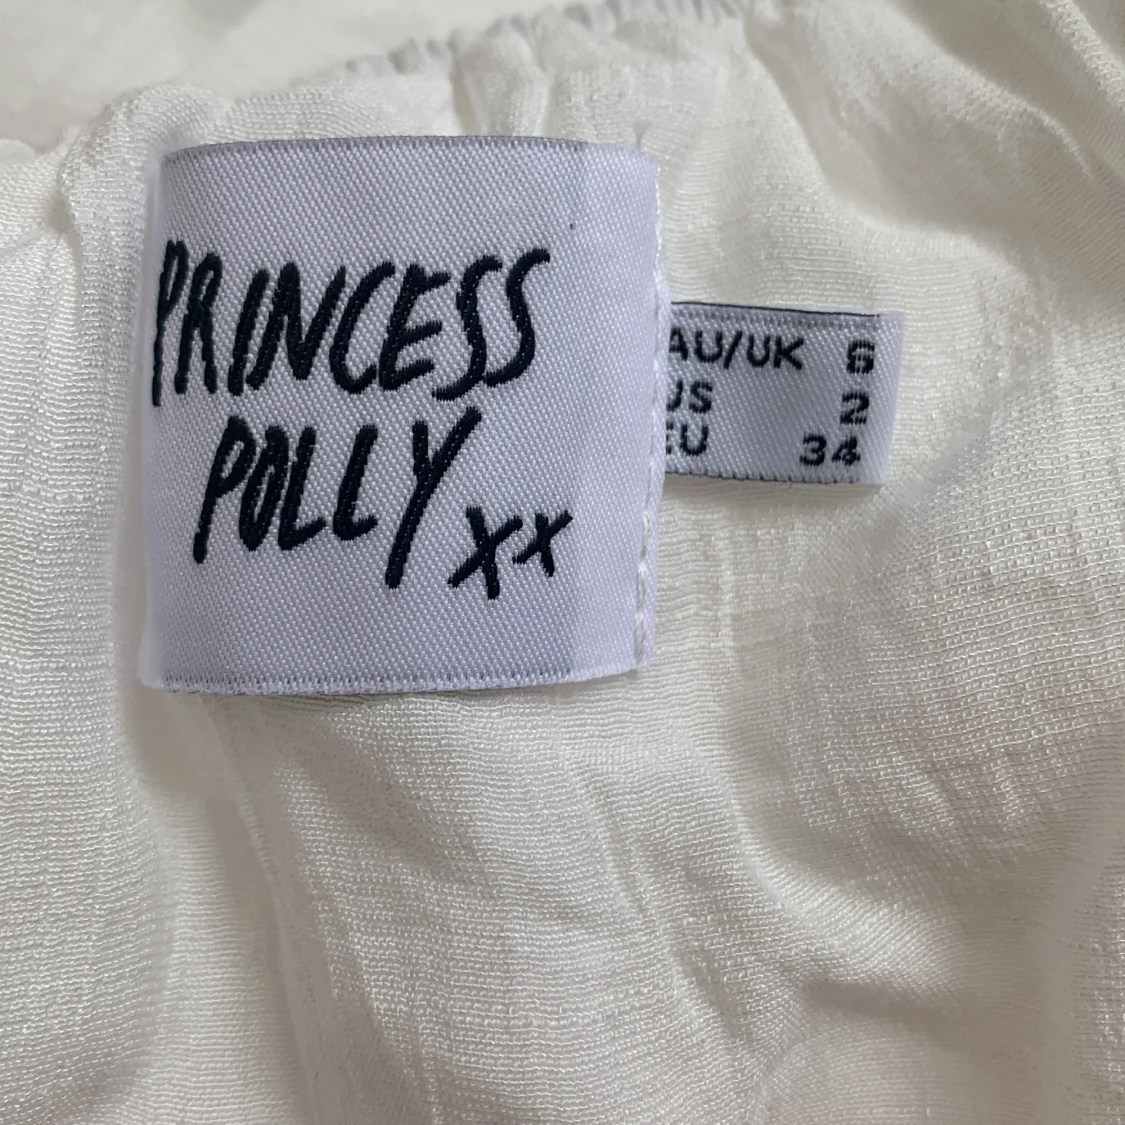 PRINCESS
POLLY xx
AU/UK 6
US 2
EU 34